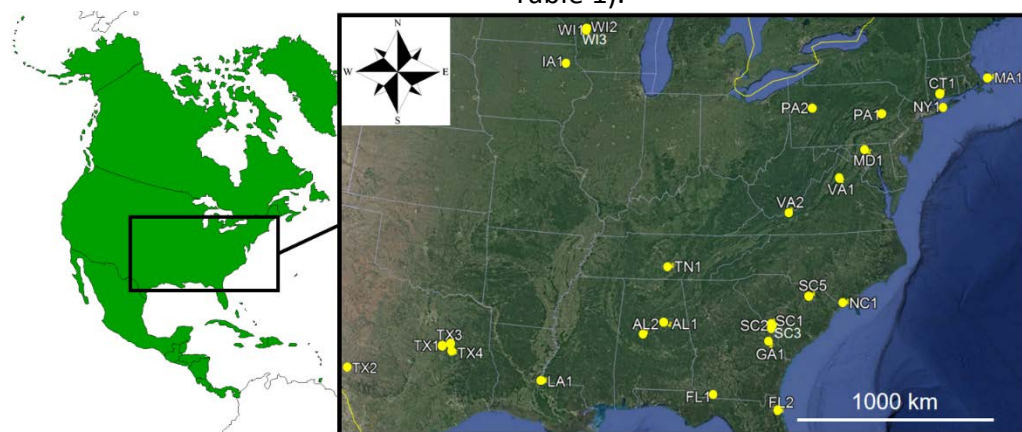 Table 1).
N
W
E
S
WI1
WI2
WI3
IA1
MA1
CT1
NY1
PA2
PA1
MD1
VA1
VA2
TN1
SC5
NC1
AL2
AL1
SC2
SC1
SC3
GA1
TX3
TX1
TX4
TX2
LA1
FL1
FL2
1000 km